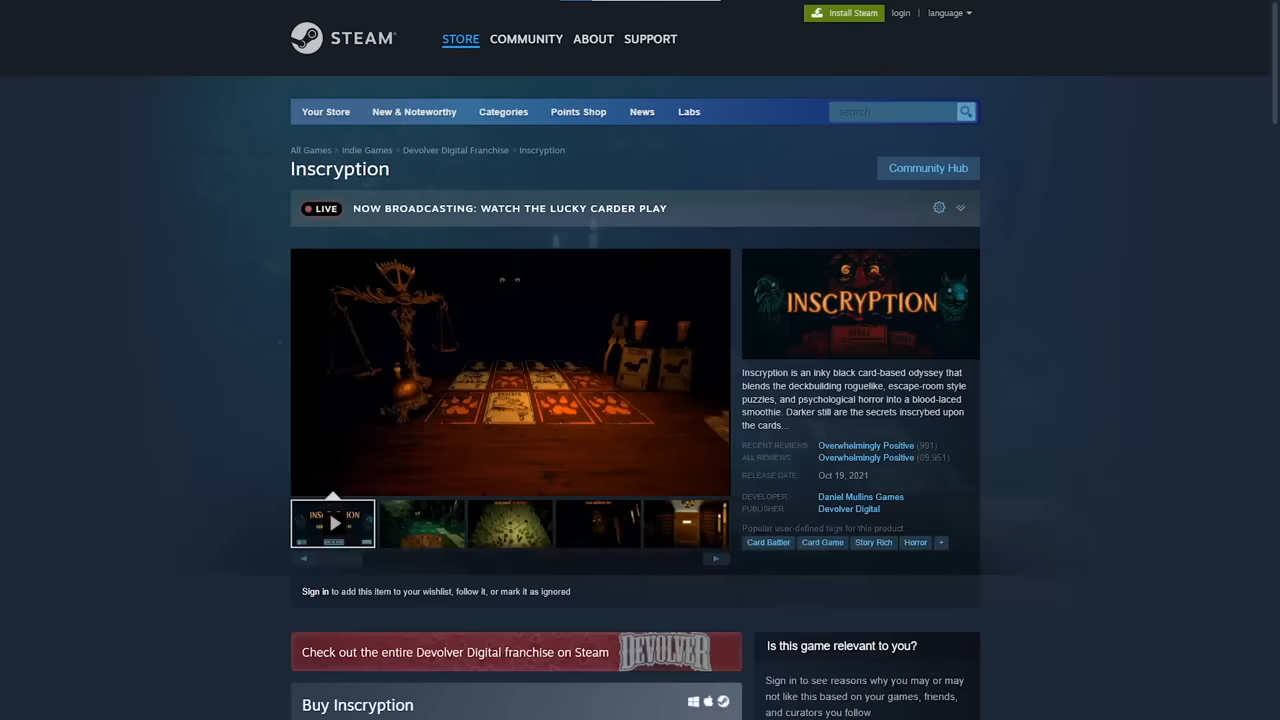 Install Steam
login | language
STEAM®
STORE COMMUNITY ABOUT SUPPORT
Your Store New & Noteworthy Categories Points Shop News Labs
search
All Games > Indie Games > Devolver Digital Franchise > Inscryption
Inscryption
Community Hub
LIVE NOW BROADCASTING: WATCH THE LUCKY CARDER PLAY
INSCRYPTION
Inscryption is an inky black card-based odyssey that
blends the deckbuilding roguelike, escape-room style
puzzles, and psychological horror into a blood-laced
smoothie. Darker still are the secrets inscrybed upon
the cards...
RECENT REVIEWS: Overwhelmingly Positive (991)
ALL REVIEWS: Overwhelmingly Positive (89,951)
RELEASE DATE: Oct 19, 2021
DEVELOPER: Daniel Mullins Games
PUBLISHER: Devolver Digital
Popular user-defined tags for this product:
Card Battler Card Game Story Rich Horror +
Sign in to add this item to your wishlist, follow it, or mark it as ignored
Check out the entire Devolver Digital franchise on Steam
DEVOLVER
Is this game relevant to you?
Sign in to see reasons why you may or may
not like this based on your games, friends,
and curators you follow
Buy Inscryption